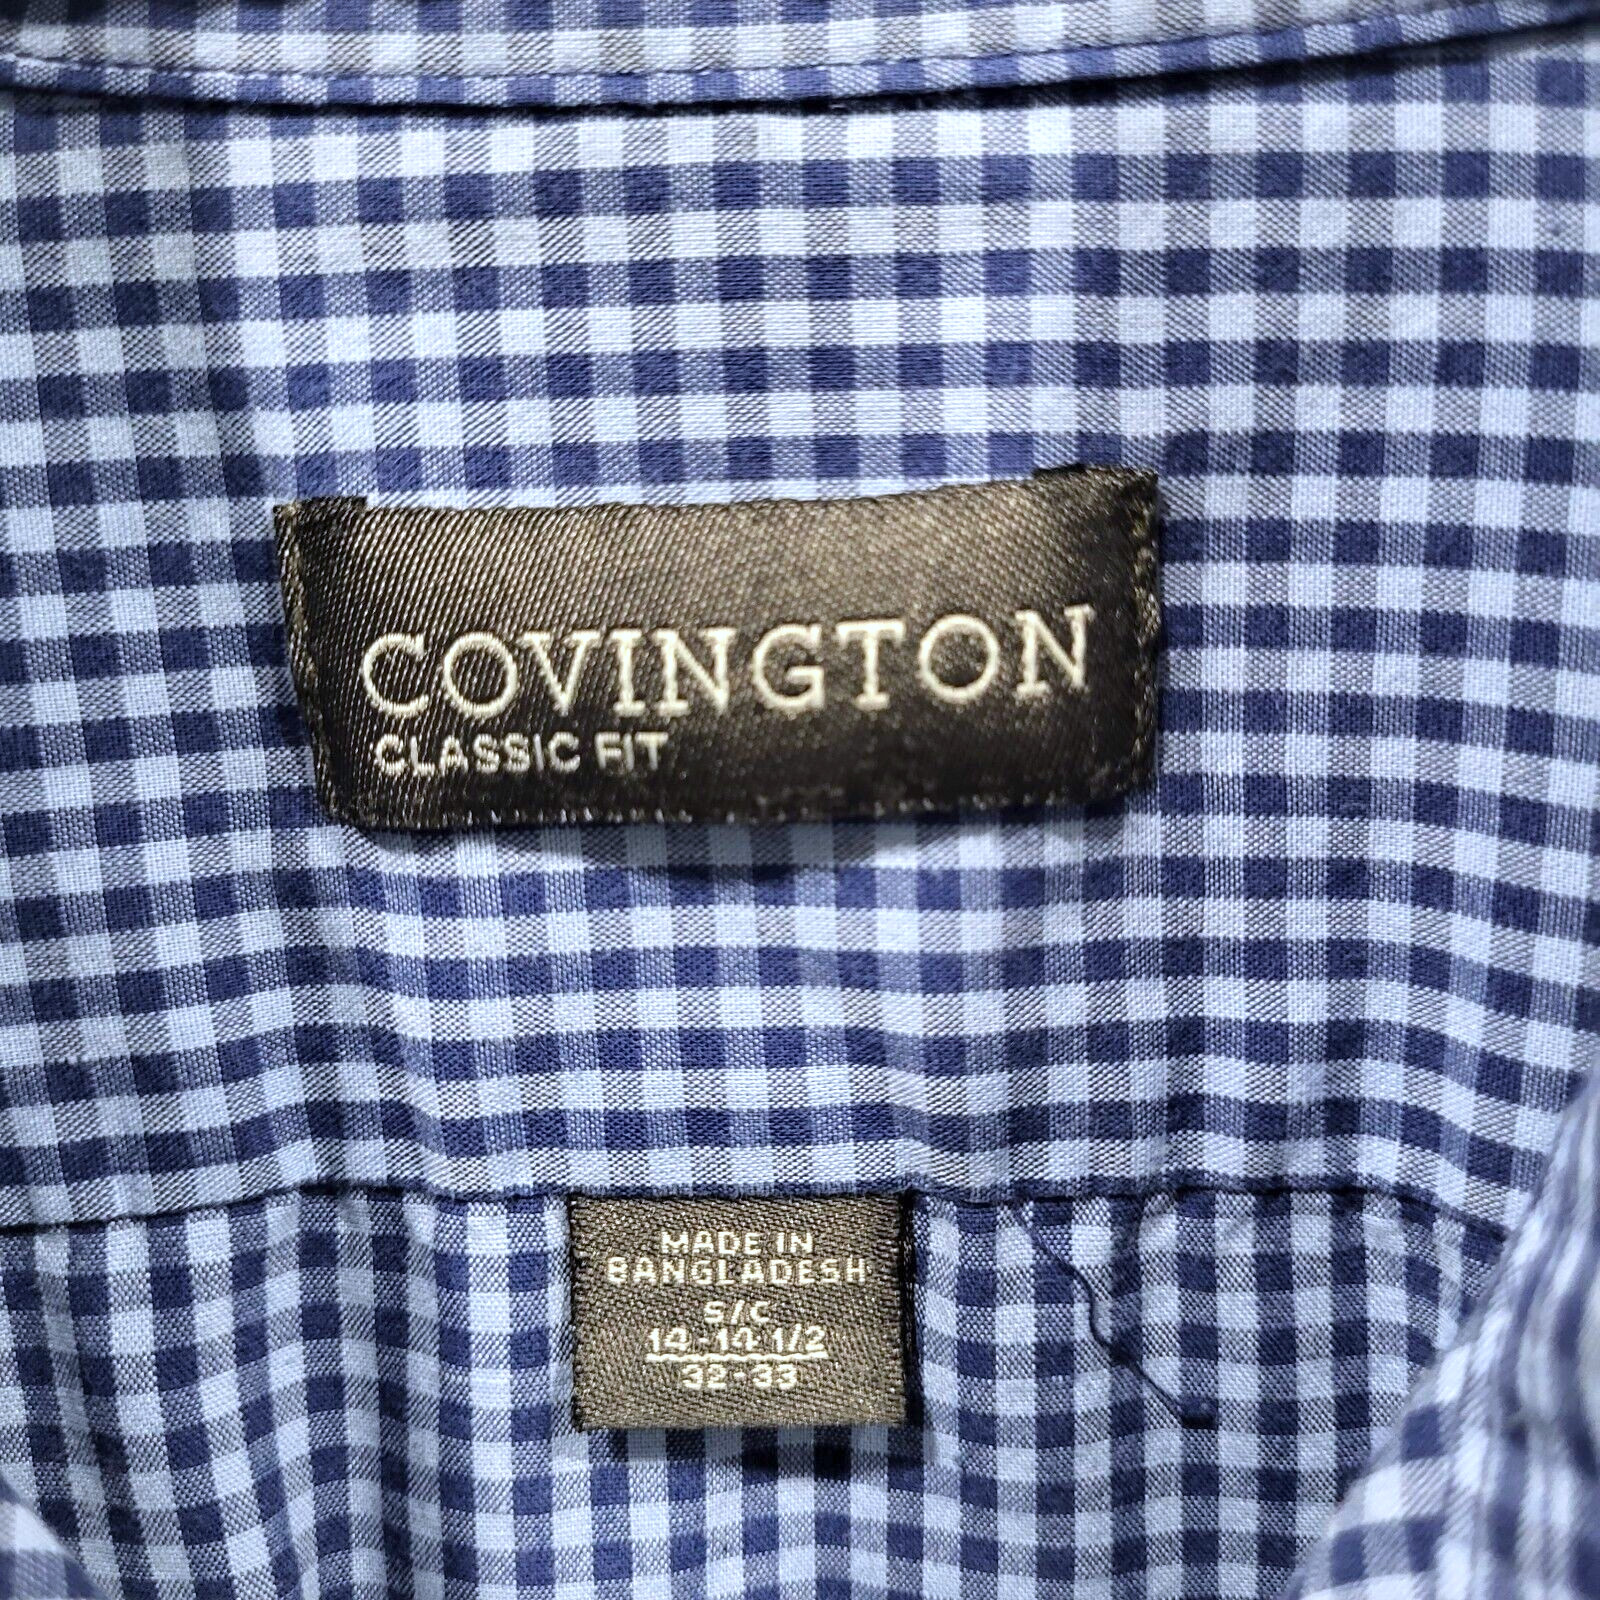 COVINGTON
CLASSIC FIT
MADE IN
BANGLADESH
S/C
14-14 1/2
32-33